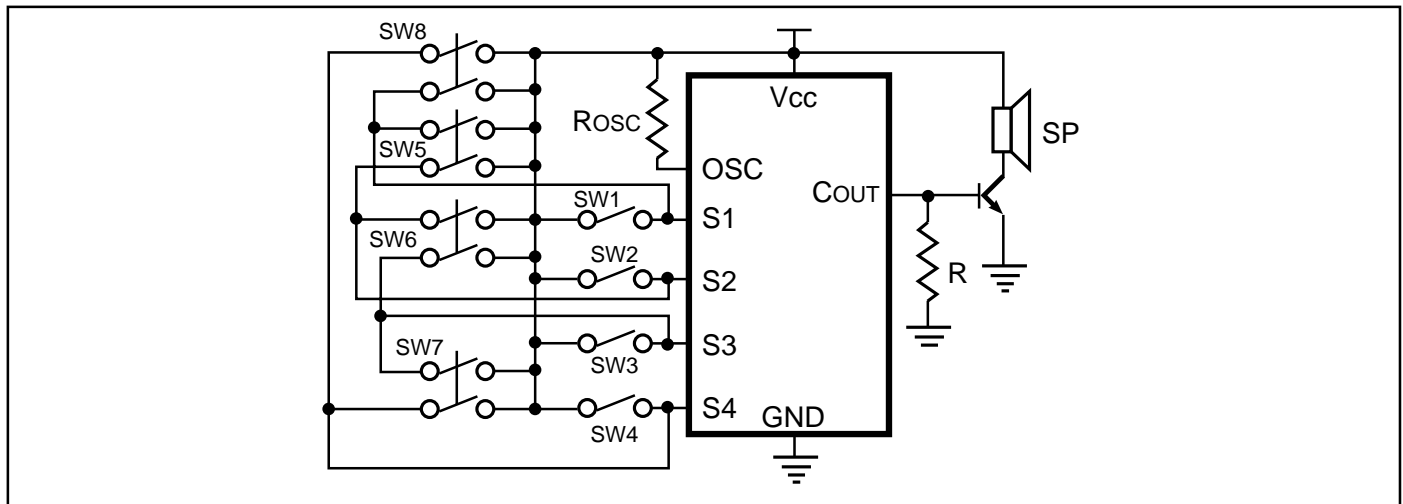 SW8
Vcc
ROSC
SP
SW5
OSC
COUT
SW1
S1
SW6
SW2
S2
R
SW7
S3
SW3
S4
GND
SW4